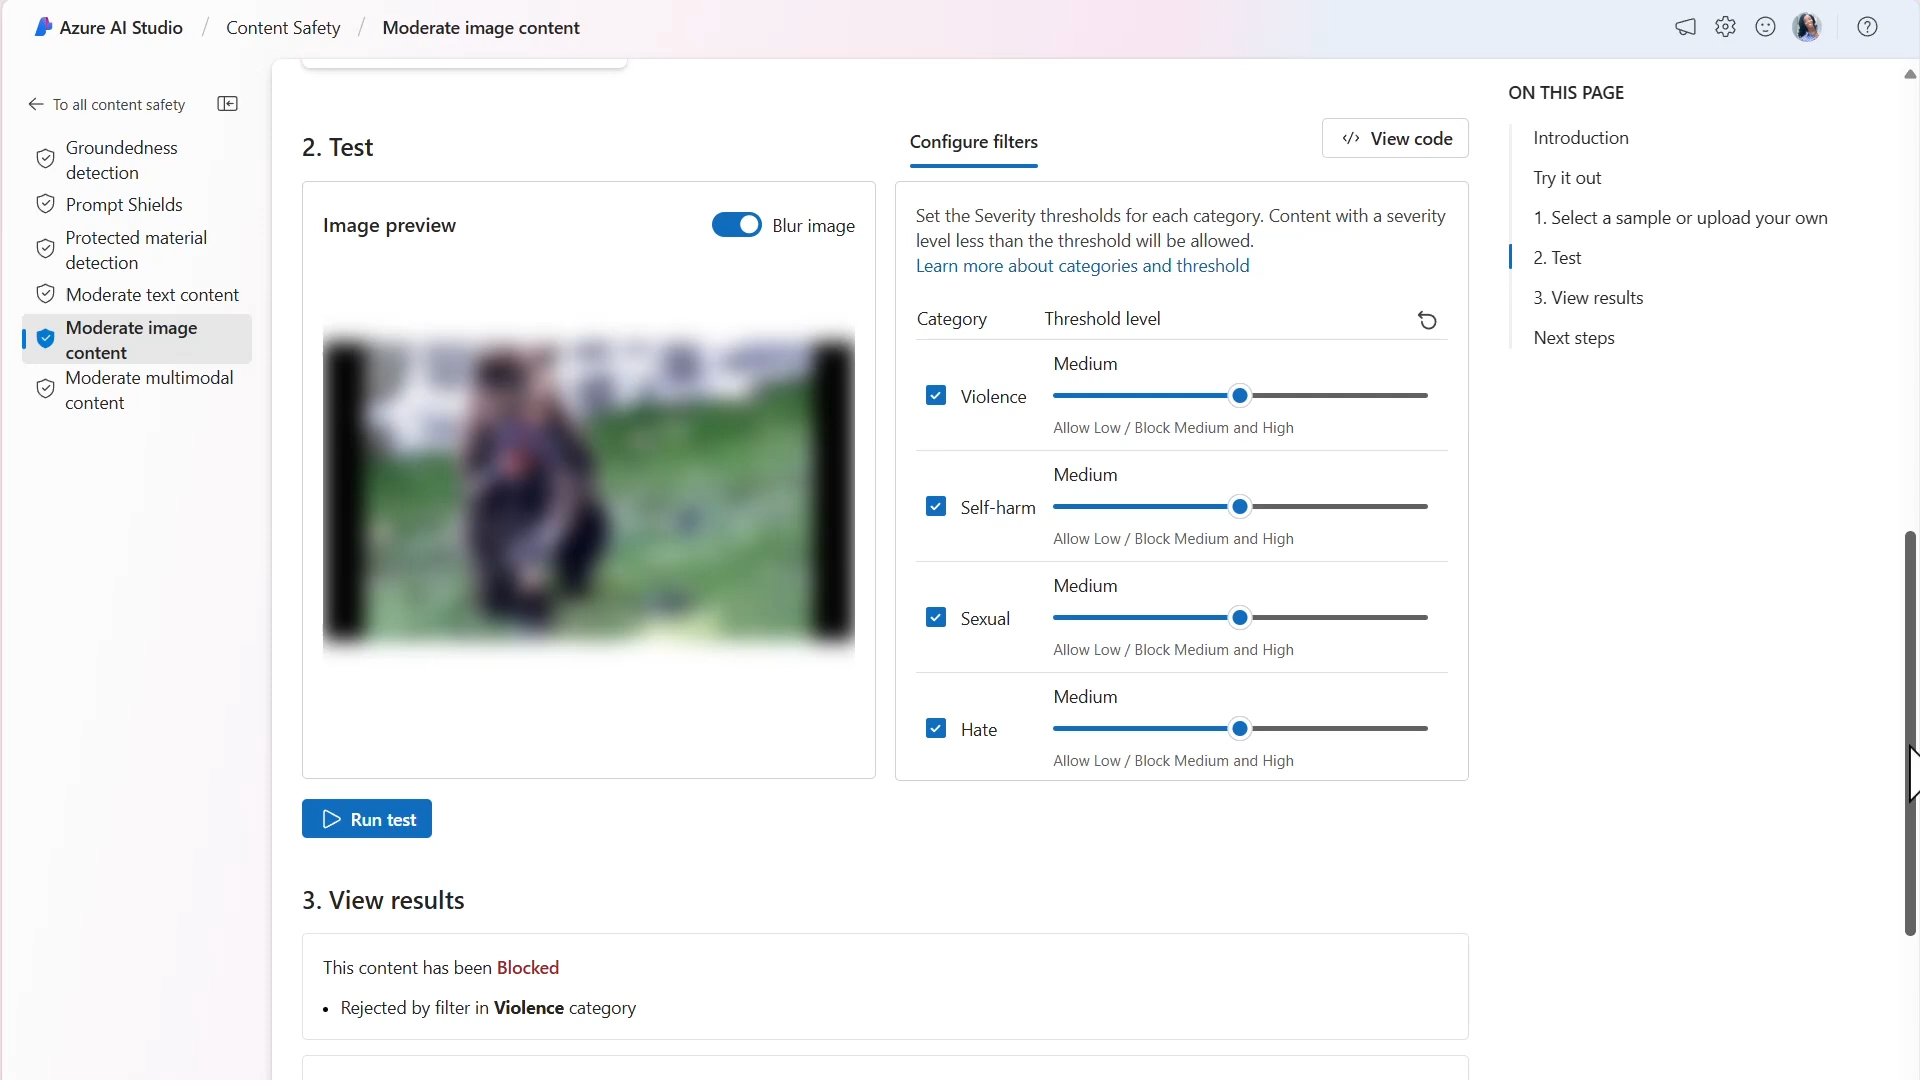 Azure AI Studio / Content Safety / Moderate image content
To all content safety
Groundedness
detection
Prompt Shields
Protected material
detection
Moderate text content
Moderate image
content
Moderate multimodal
content
2. Test
Configure filters
View code
Image preview
Blur image
Set the Severity thresholds for each category. Content with a severity
level less than the threshold will be allowed.
Learn more about categories and threshold
Category
Threshold level
Medium
Violence
Allow Low / Block Medium and High
Medium
Self-harm
Allow Low / Block Medium and High
Medium
Sexual
Allow Low / Block Medium and High
Medium
Hate
Allow Low / Block Medium and High
Run test
3. View results
This content has been Blocked
• Rejected by filter in Violence category
ON THIS PAGE
Introduction
Try it out
1. Select a sample or upload your own
2. Test
3. View results
Next steps